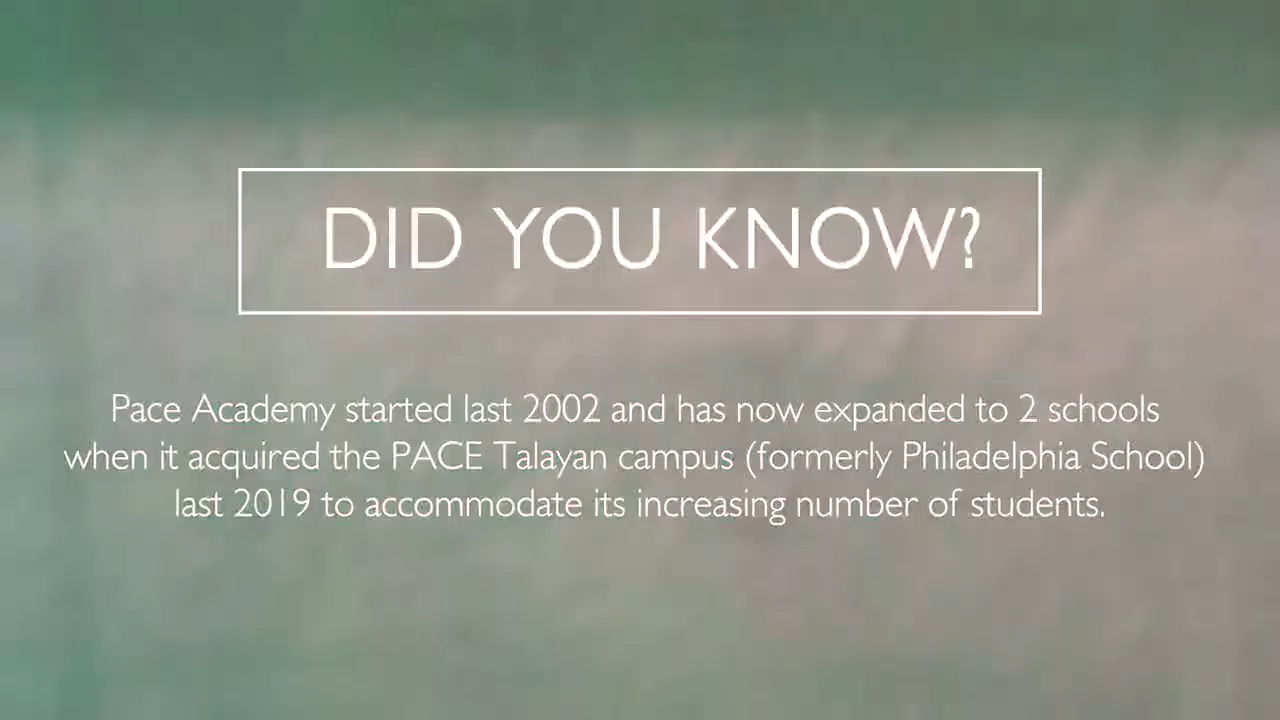 DID YOU KNOW?
Pace Academy started last 2002 and has now expanded to 2 schools
when it acquired the PACE Talayan campus (formerly Philadelphia School)
last 2019 to accommodate its increasing number of students.